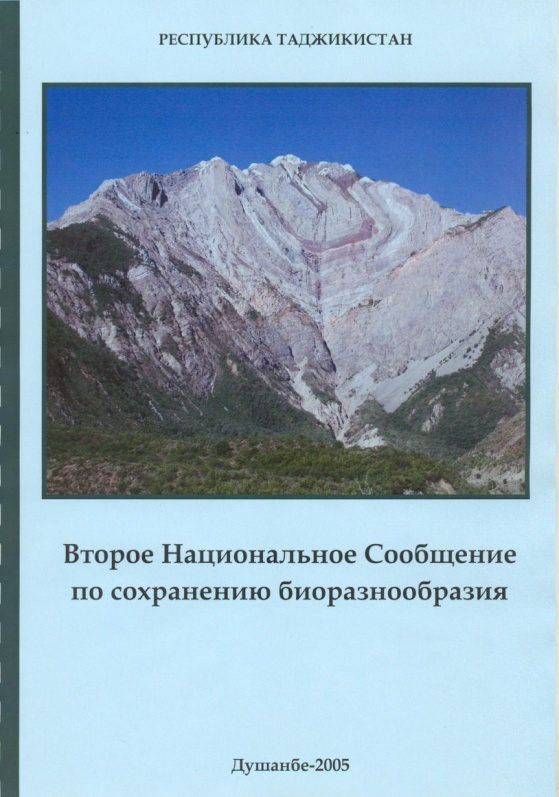 РЕСПУБЛИКА ТАДЖИКИСТАН
Второе Национальное Сообщение
по сохранению биоразнообразия
Душанбе-2005